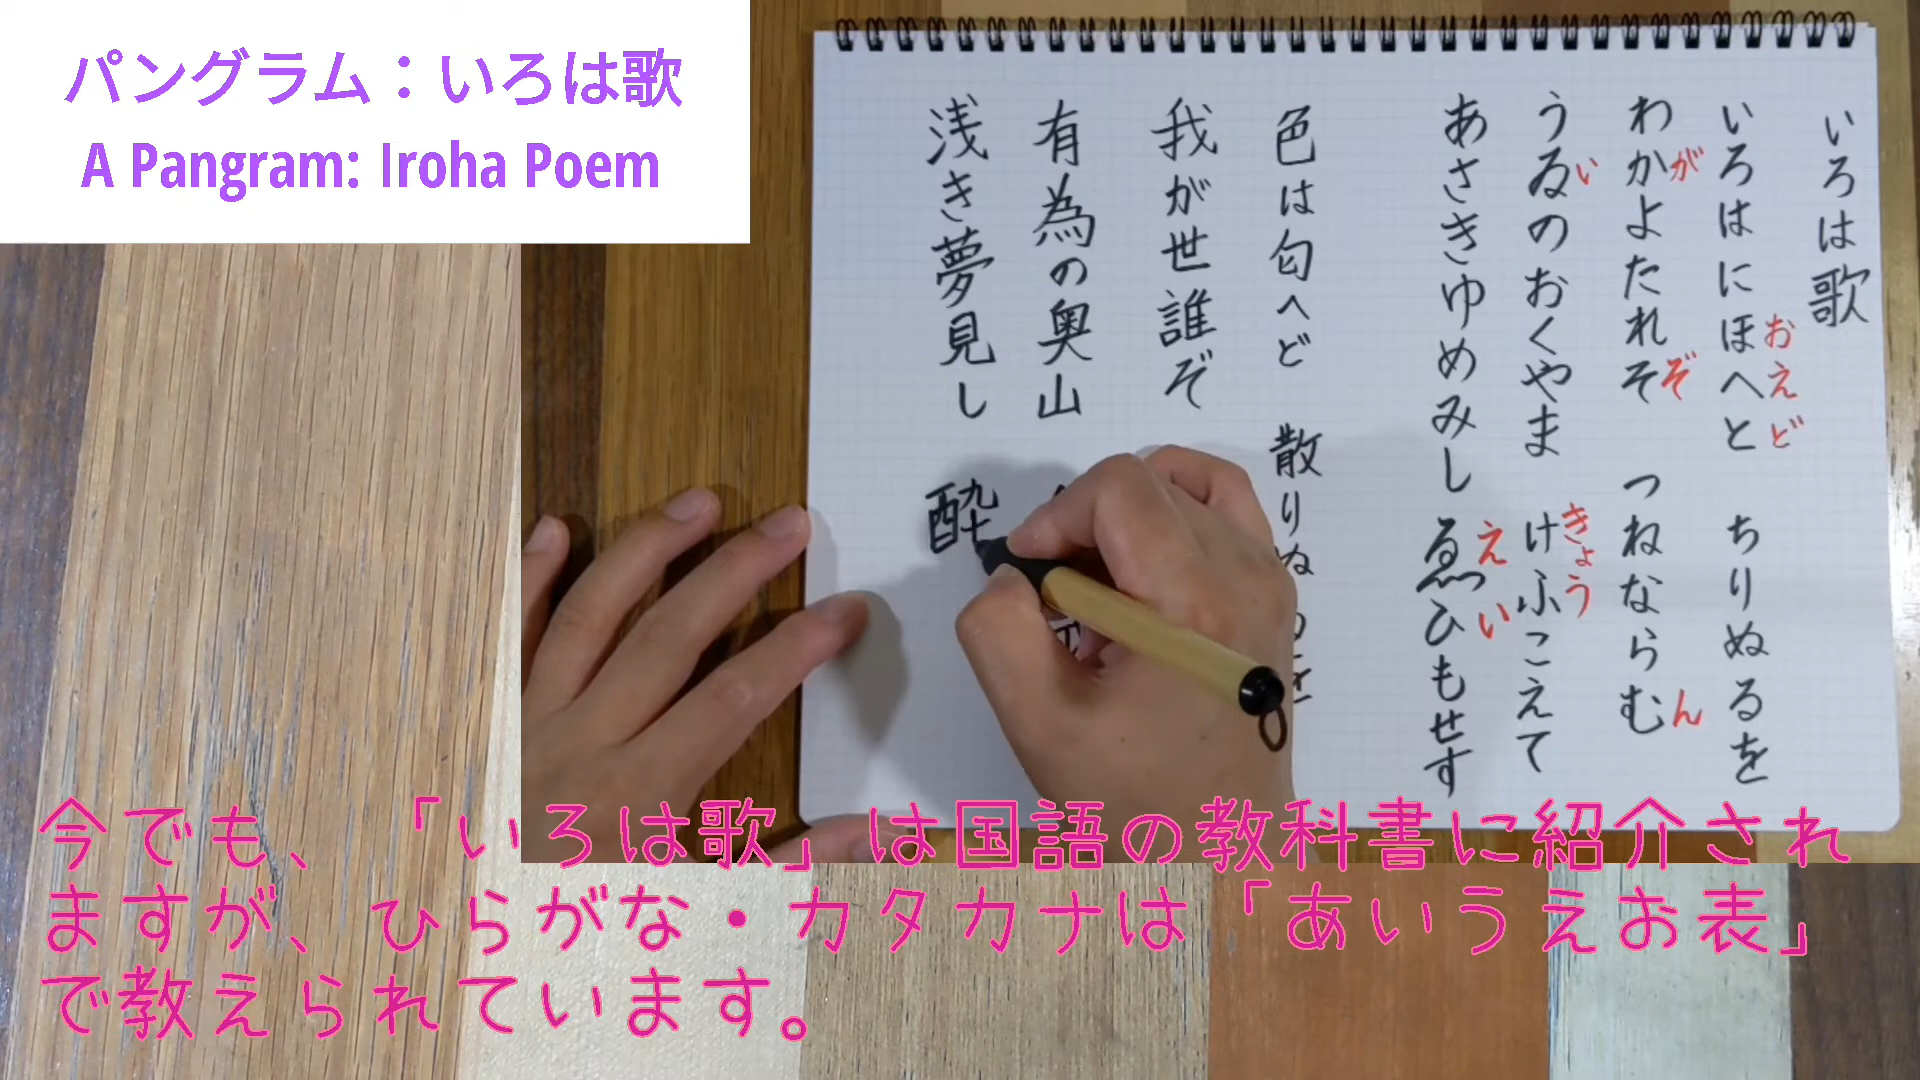 パングラム：いろは歌
A Pangram: Iroha Poem
いろは歌
いろはにほへと ちりぬるを
おえど
わかよたれそ つねならむ
が ぞ ん
うゐのおくやま けふこえて
い きょう
あさきゆめみし ゑひもせす
えい
色は匂へど 散りぬ
我が世誰ぞ
有為の奥山
浅き夢見し 酔
今でも、「いろは歌」は国語の教科書に紹介され
ますが、ひらがな・カタカナは「あいうえお表」
で教えられています。